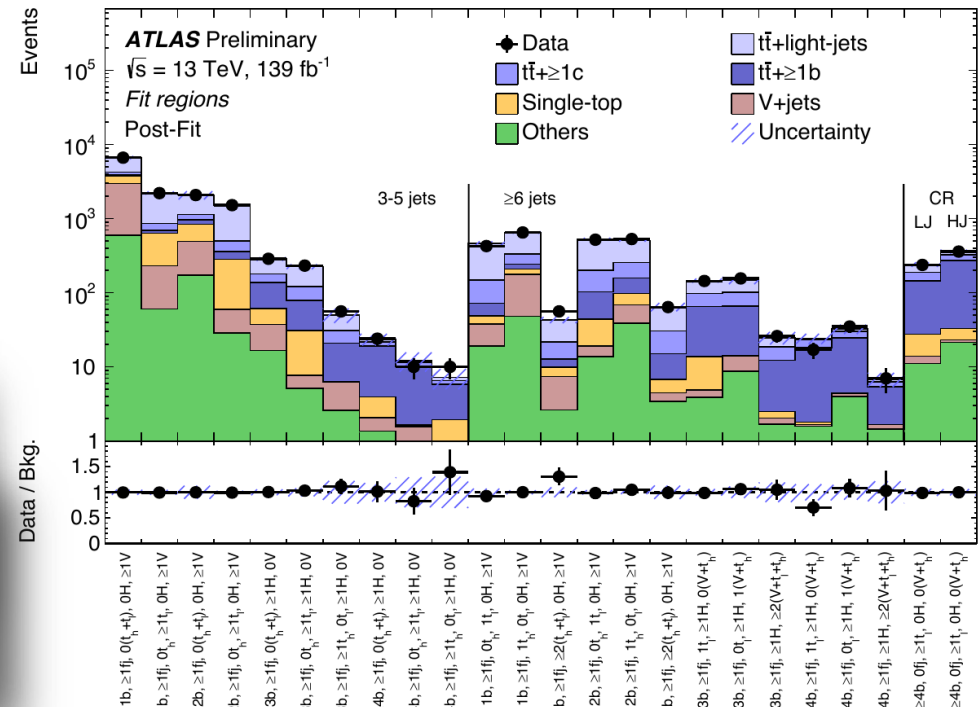 Events
10⁵
10⁴
10³
10²
10
1
ATLAS Preliminary
√s = 13 TeV, 139 fb⁻¹
Fit regions
Post-Fit
Data
tt̄+light-jets
tt̄+≥1c
tt̄+≥1b
Single-top
V+jets
Others
Uncertainty
3-5 jets
≥6 jets
CR
LJ HJ
Data / Bkg.
1.5
1
0.5
0
1b, ≥1fj, 0(tₕ+tₗ), 0H, ≥1V
b, ≥1fj, 0tₕ, ≥1tₗ, 0H, ≥1V
2b, ≥1fj, 0(tₕ+tₗ), 0H, ≥1V
b, ≥1fj, 0tₕ, ≥1tₗ, 0H, ≥1V
3b, ≥1fj, 0(tₕ+tₗ), ≥1H, 0V
b, ≥1fj, 0tₕ, ≥1tₗ, ≥1H, 0V
b, ≥1fj, ≥1tₕ, 0tₗ, ≥1H, 0V
4b, ≥1fj, 0(tₕ+tₗ), ≥1H, 0V
b, ≥1fj, 0tₕ, ≥1tₗ, ≥1H, 0V
b, ≥1fj, ≥1tₕ, 0tₗ, ≥1H, 0V
1b, ≥1fj, 0tₕ, 1tₗ, 0H, ≥1V
1b, ≥1fj, 1tₕ, 0tₗ, 0H, ≥1V
b, ≥1fj, ≥2(tₕ+tₗ), 0H, ≥1V
2b, ≥1fj, 0tₕ, 1tₗ, 0H, ≥1V
2b, ≥1fj, 1tₕ, 0tₗ, 0H, ≥1V
b, ≥1fj, ≥2(tₕ+tₗ), 0H, ≥1V
3b, ≥1fj, 1tₗ, ≥1H, 0(V+tₕ)
3b, ≥1fj, 0tₗ, ≥1H, 1(V+tₕ)
3b, ≥1fj, ≥1H, ≥2(V+tₗ+tₕ)
4b, ≥1fj, 1tₗ, ≥1H, 0(V+tₕ)
4b, ≥1fj, 0tₗ, ≥1H, 1(V+tₕ)
4b, ≥1fj, ≥1H, ≥2(V+tₗ+tₕ)
≥4b, 0fj, ≥1tₗ, 0H, 0(V+tₕ)
≥4b, 0fj, ≥1tₗ, 0H, 0(V+tₕ)